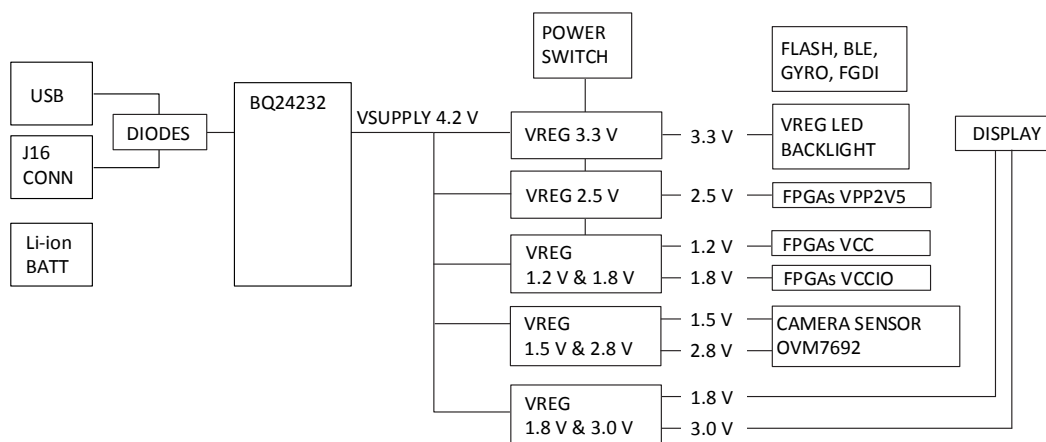 USB
J16
CONN
Li-ion
BATT
DIODES
BQ24232
VSUPPLY 4.2 V
POWER
SWITCH
VREG 3.3 V
VREG 2.5 V
VREG
1.2 V & 1.8 V
VREG
1.5 V & 2.8 V
VREG
1.8 V & 3.0 V
3.3 V
2.5 V
1.2 V
1.8 V
1.5 V
2.8 V
1.8 V
3.0 V
FLASH, BLE,
GYRO, FGDI
VREG LED
BACKLIGHT
FPGAs VPP2V5
FPGAs VCC
FPGAs VCCIO
CAMERA SENSOR
OVM7692
DISPLAY